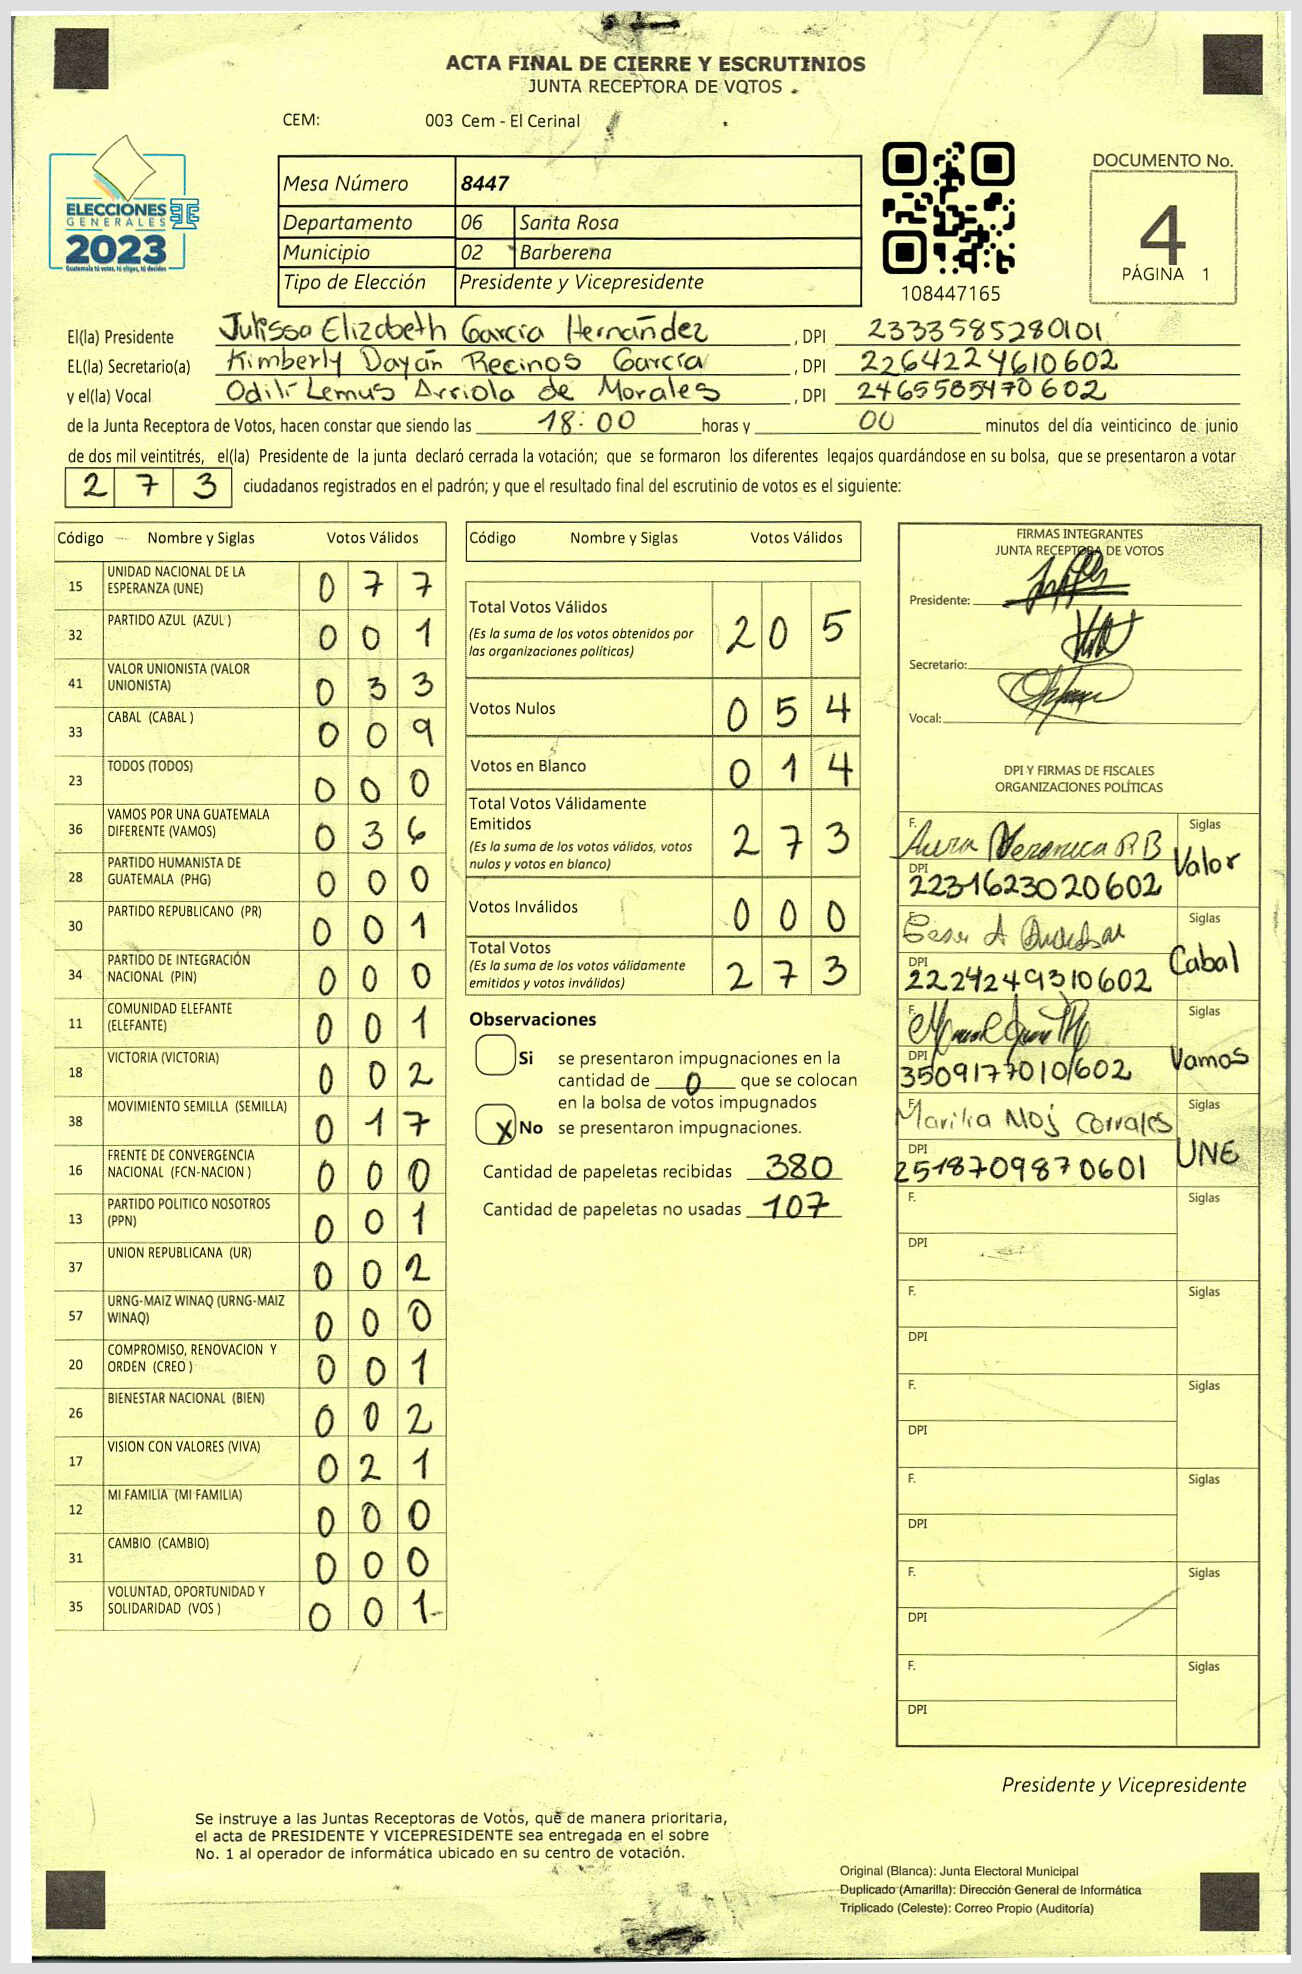 ACTA FINAL DE CIERRE Y ESCRUTINIOS
JUNTA RECEPTORA DE VOTOS
CEM: 003 Cem - El Cerinal
ELECCIONES
GENERALES
2023
Guatemala tú votas, tú eliges, tú decides
Mesa Número 8447
Departamento 06 Santa Rosa
Municipio 02 Barberena
Tipo de Elección Presidente y Vicepresidente
108447165
DOCUMENTO No.
4
PÁGINA 1
El(la) Presidente Julissa Elizabeth García Hernández, DPI 2333585280101
EL(la) Secretario(a) Kimberly Dayán Recinos García, DPI 2264224610602
y el(la) Vocal Odilí Lemus Arriola de Morales, DPI 2465585470602
de la Junta Receptora de Votos, hacen constar que siendo las 18:00 horas y 00 minutos del día veinticinco de junio
de dos mil veintitrés, el(la) Presidente de la junta declaró cerrada la votación; que se formaron los diferentes legajos guardándose en su bolsa, que se presentaron a votar
2 7 3 ciudadanos registrados en el padrón; y que el resultado final del escrutinio de votos es el siguiente:
Código Nombre y Siglas Votos Válidos
15 UNIDAD NACIONAL DE LA ESPERANZA (UNE) 0 7 7
32 PARTIDO AZUL (AZUL ) 0 0 1
41 VALOR UNIONISTA (VALOR UNIONISTA) 0 3 3
33 CABAL (CABAL ) 0 0 9
23 TODOS (TODOS) 0 0 0
36 VAMOS POR UNA GUATEMALA DIFERENTE (VAMOS) 0 3 6
28 PARTIDO HUMANISTA DE GUATEMALA (PHG) 0 0 0
30 PARTIDO REPUBLICANO (PR) 0 0 1
34 PARTIDO DE INTEGRACIÓN NACIONAL (PIN) 0 0 0
11 COMUNIDAD ELEFANTE (ELEFANTE) 0 0 1
18 VICTORIA (VICTORIA) 0 0 2
38 MOVIMIENTO SEMILLA (SEMILLA) 0 1 7
16 FRENTE DE CONVERGENCIA NACIONAL (FCN-NACION ) 0 0 0
13 PARTIDO POLITICO NOSOTROS (PPN) 0 0 1
37 UNION REPUBLICANA (UR) 0 0 2
57 URNG-MAIZ WINAQ (URNG-MAIZ WINAQ) 0 0 0
20 COMPROMISO, RENOVACION Y ORDEN (CREO ) 0 0 1
26 BIENESTAR NACIONAL (BIEN) 0 0 2
17 VISION CON VALORES (VIVA) 0 2 1
12 MI FAMILIA (MI FAMILIA) 0 0 0
31 CAMBIO (CAMBIO) 0 0 0
35 VOLUNTAD, OPORTUNIDAD Y SOLIDARIDAD (VOS ) 0 0 1
Código Nombre y Siglas Votos Válidos
Total Votos Válidos 2 0 5
(Es la suma de los votos obtenidos por
las organizaciones políticas)
Votos Nulos 0 5 4
Votos en Blanco 0 1 4
Total Votos Válidamente
Emitidos 2 7 3
(Es la suma de los votos válidos, votos
nulos y votos en blanco)
Votos Inválidos 0 0 0
Total Votos 2 7 3
(Es la suma de los votos válidamente
emitidos y votos inválidos)
Observaciones
Si se presentaron impugnaciones en la
cantidad de 0 que se colocan
en la bolsa de votos impugnados
X No se presentaron impugnaciones.
Cantidad de papeletas recibidas 380
Cantidad de papeletas no usadas 107
FIRMAS INTEGRANTES
JUNTA RECEPTORA DE VOTOS
Presidente:
Secretario:
Vocal:
DPI Y FIRMAS DE FISCALES
ORGANIZACIONES POLÍTICAS
F. Aura Veronica R B Siglas Valor
DPI 2231623020602
F. Siglas Cabal
DPI 2224249310602
F. Siglas Vamos
DPI 3509177010602
F. Marilia Noj Corrales Siglas UNE
DPI 2518709870601
F. Siglas
DPI
F. Siglas
DPI
F. Siglas
DPI
F. Siglas
DPI
F. Siglas
DPI
F. Siglas
DPI
Presidente y Vicepresidente
Se instruye a las Juntas Receptoras de Votos, que de manera prioritaria,
el acta de PRESIDENTE Y VICEPRESIDENTE sea entregada en el sobre
No. 1 al operador de informática ubicado en su centro de votación.
Original (Blanca): Junta Electoral Municipal
Duplicado (Amarilla): Dirección General de Informática
Triplicado (Celeste): Correo Propio (Auditoría)